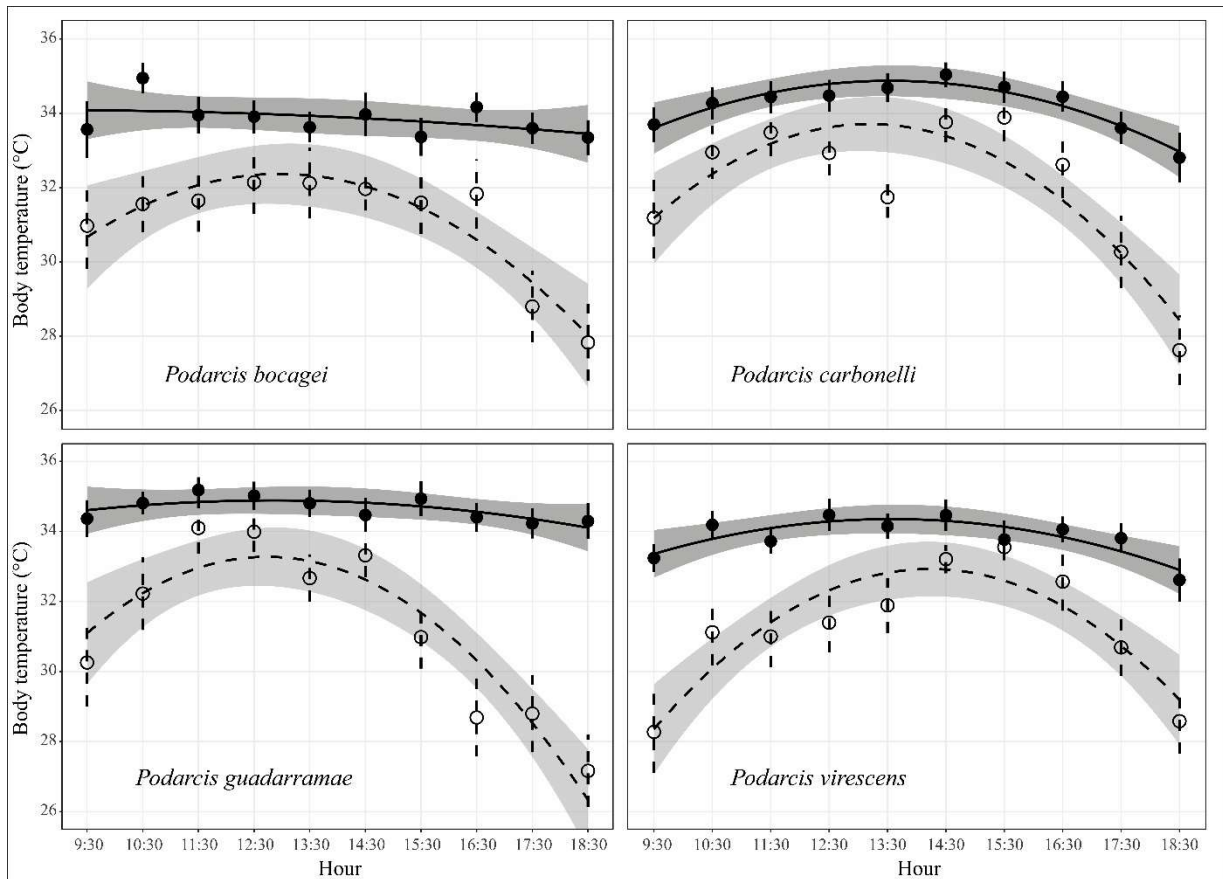 Body temperature (°C)
36
34
32
30
28
26
Podarcis bocagei
Podarcis carbonelli
Body temperature (°C)
36
34
32
30
28
26
Podarcis guadarramae
Podarcis virescens
9:30 10:30 11:30 12:30 13:30 14:30 15:30 16:30 17:30 18:30
9:30 10:30 11:30 12:30 13:30 14:30 15:30 16:30 17:30 18:30
Hour
Hour